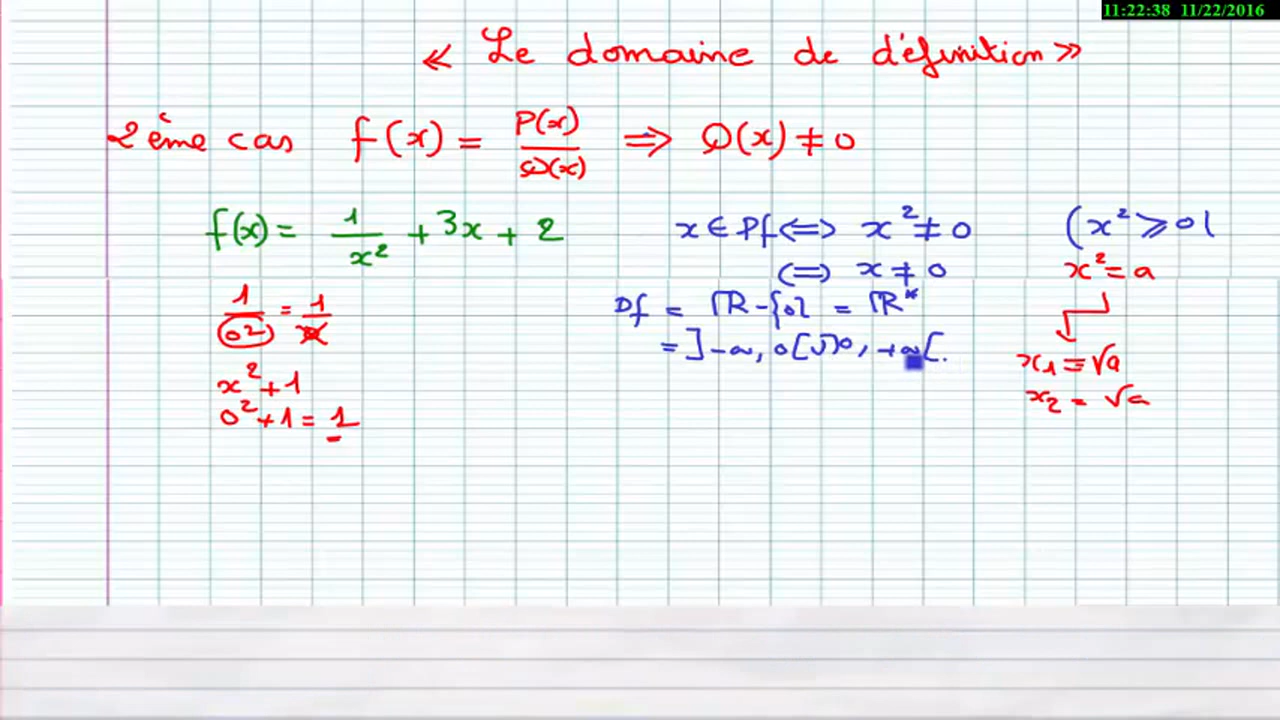 11:22:38 11/22/2016
« Le domaine de définition »
2ème cas f(x) = P(x)/Q(x) ⇒ Q(x) ≠ 0
f(x) = 1/x² + 3x + 2
1/0² = 1/0
x² + 1
0² + 1 = 1
x ∈ Df ⇔ x² ≠ 0 (x² ≥ 0)
⇔ x ≠ 0
Df = ℝ - {0} = ℝ*
= ]-∞, 0[ ∪ ]0, +∞[.
x² = a
x₁ = √a
x₂ = √a